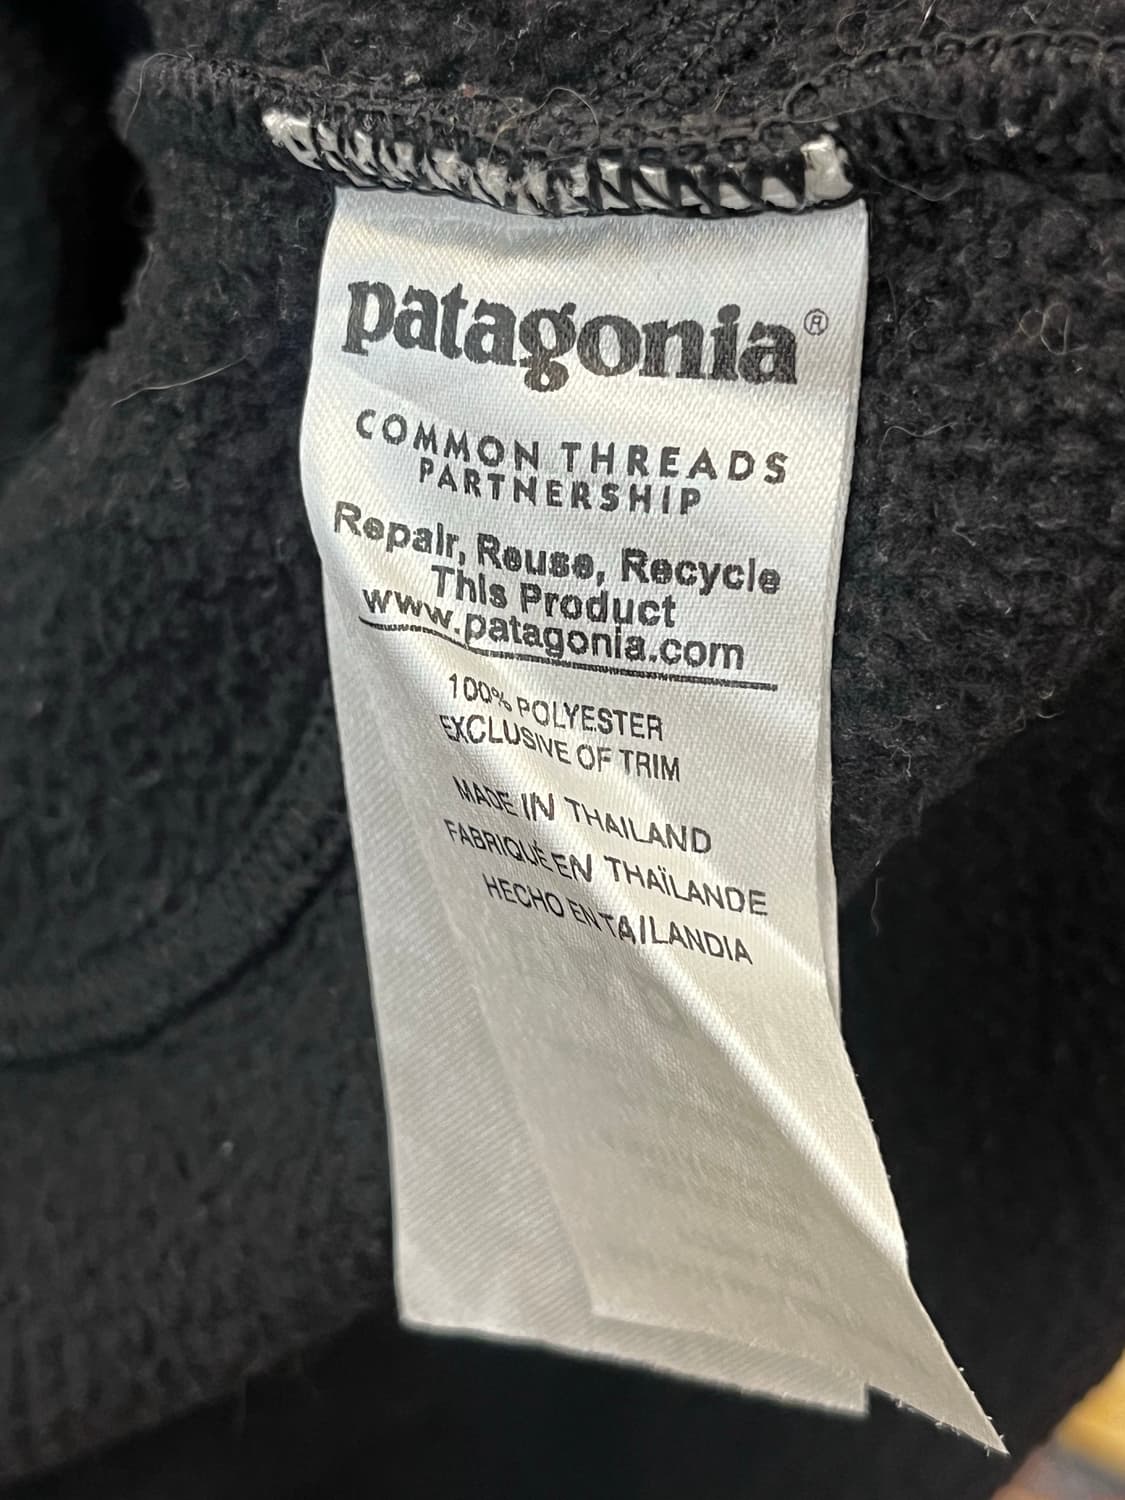 patagonia®
COMMON THREADS
PARTNERSHIP
Repair, Reuse, Recycle
This Product
www.patagonia.com
100% POLYESTER
EXCLUSIVE OF TRIM
MADE IN THAILAND
FABRIQUÉ EN THAÏLANDE
HECHO EN TAILANDIA